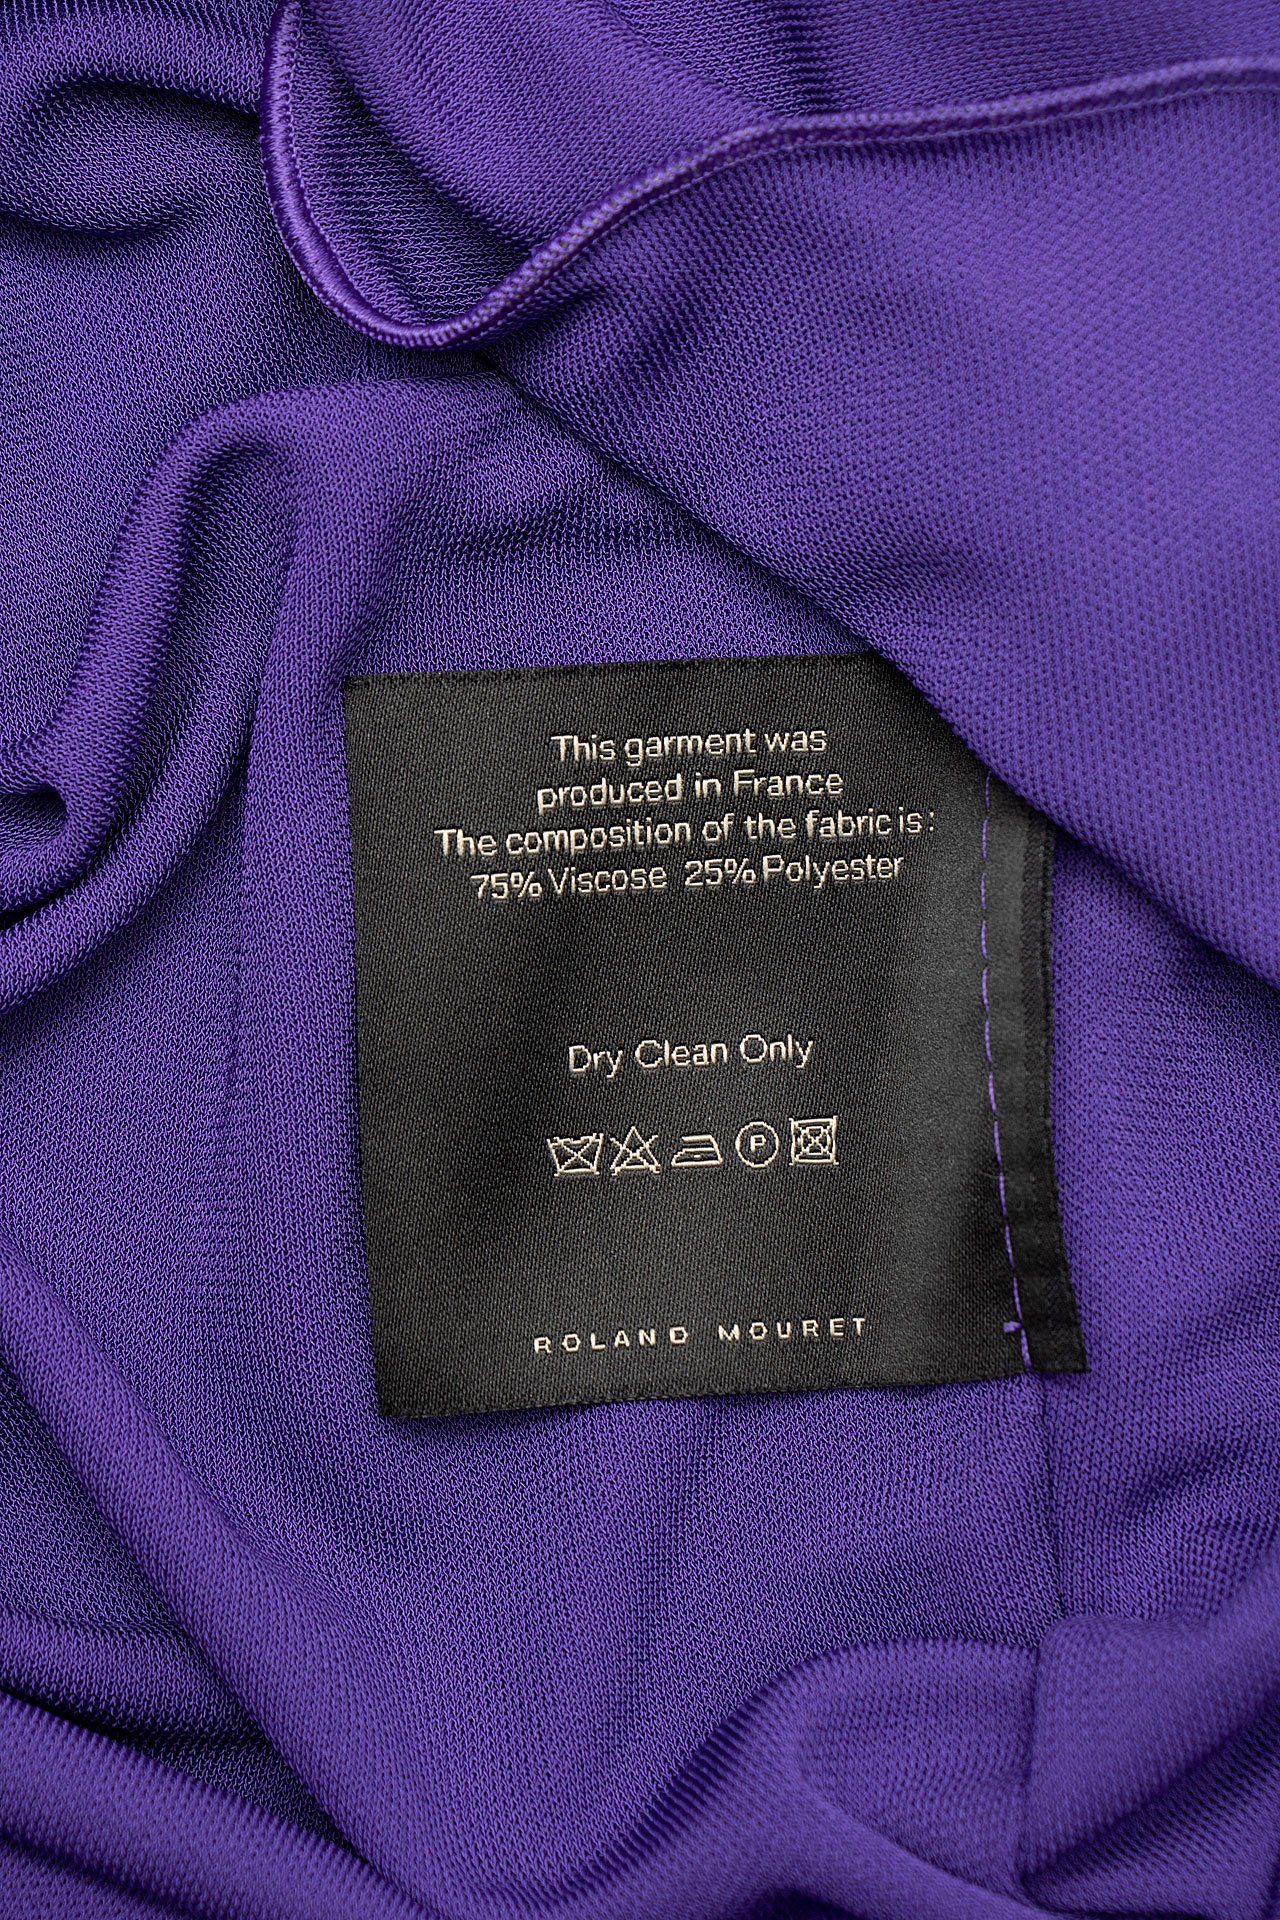 This garment was
produced in France
The composition of the fabric is:
75% Viscose 25% Polyester
Dry Clean Only
P
ROLAND MOURET